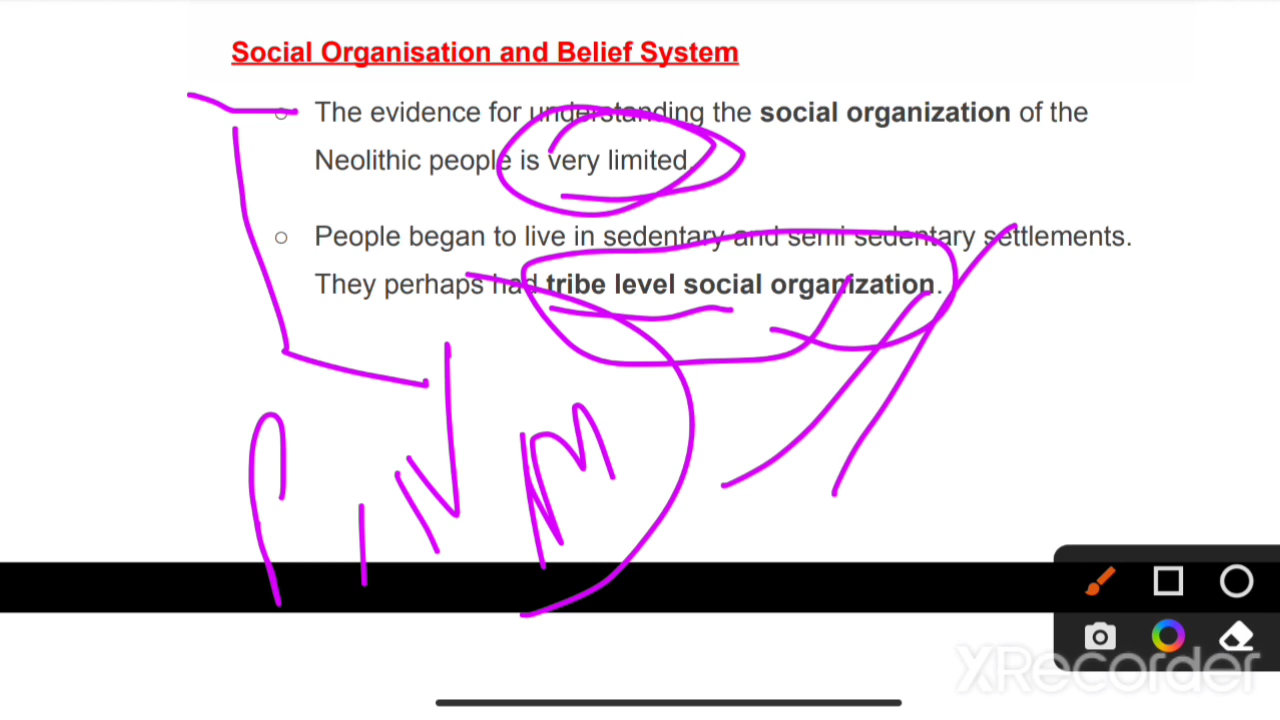 Social Organisation and Belief System
The evidence for understanding the social organization of the
Neolithic people is very limited.
People began to live in sedentary and semi sedentary settlements.
They perhaps had tribe level social organization.
XRecorder